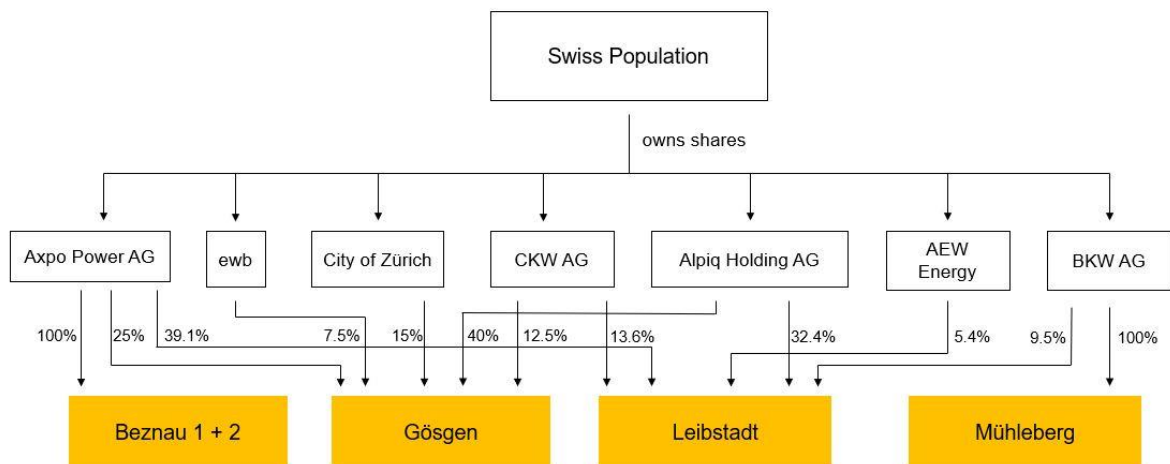 Swiss Population
owns shares
Axpo Power AG
ewb
City of Zürich
CKW AG
Alpiq Holding AG
AEW
Energy
BKW AG
100%
25%
39.1%
7.5%
15%
40%
12.5%
13.6%
32.4%
5.4%
9.5%
100%
Beznau 1 + 2
Gösgen
Leibstadt
Mühleberg